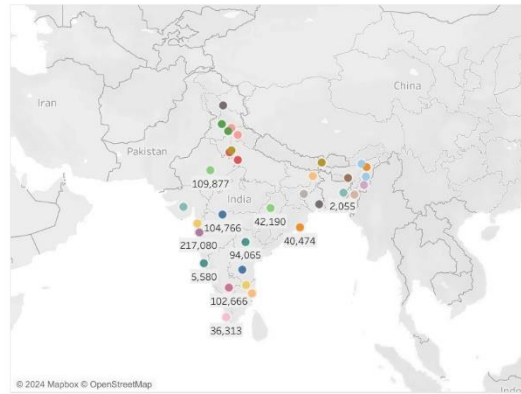 China
Iran
Pakistan
109,877
India
2,055
104,766
42,190
217,080
40,474
94,065
5,580
102,666
36,313
© 2024 Mapbox © OpenStreetMap